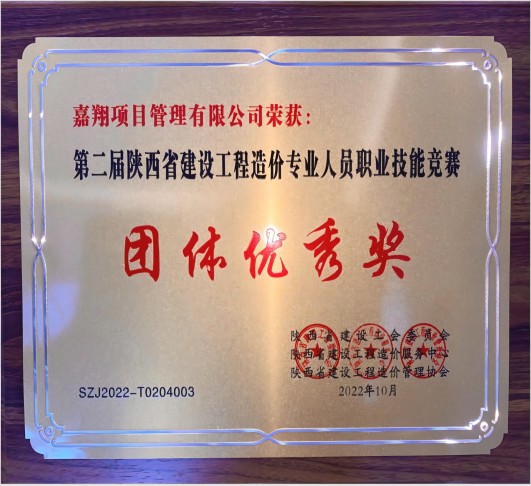 嘉翔项目管理有限公司荣获：
第二届陕西省建设工程造价专业人员职业技能竞赛
团体优秀奖
陕西省建设工会委员会
陕西省建设工程造价服务中心
陕西省建设工程造价管理协会
SZJ2022-T0204003
2022年10月